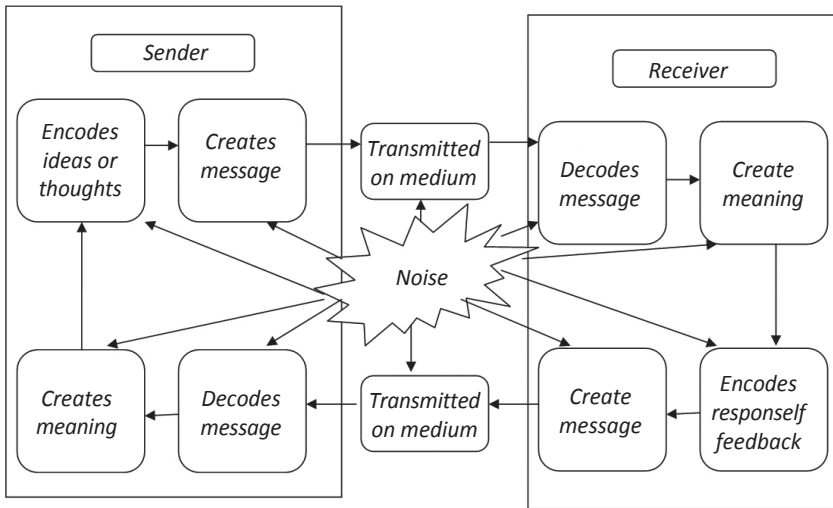 Sender
Receiver
Encodes
ideas or
thoughts
Creates
message
Transmitted
on medium
Decodes
message
Create
meaning
Noise
Creates
meaning
Decodes
message
Transmitted
on medium
Create
message
Encodes
responself
feedback